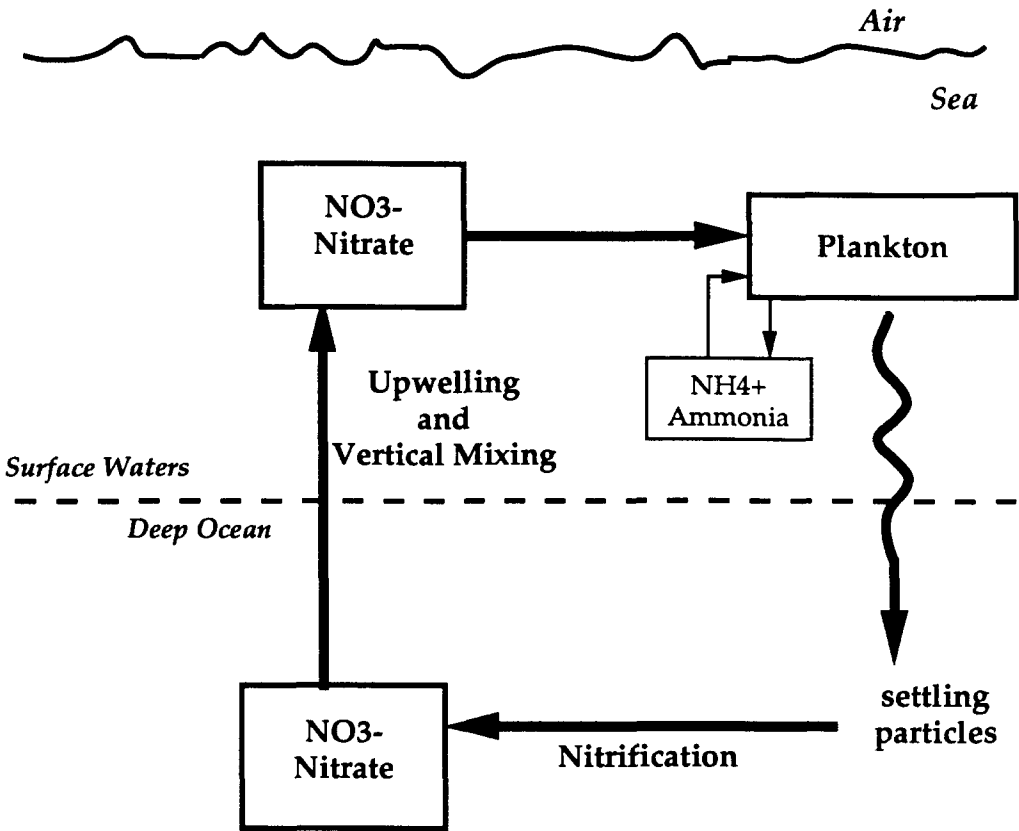 Air
Sea
NO3-
Nitrate
Plankton
NH4+
Ammonia
Upwelling
and
Vertical Mixing
Surface Waters
Deep Ocean
settling
particles
NO3-
Nitrate
Nitrification